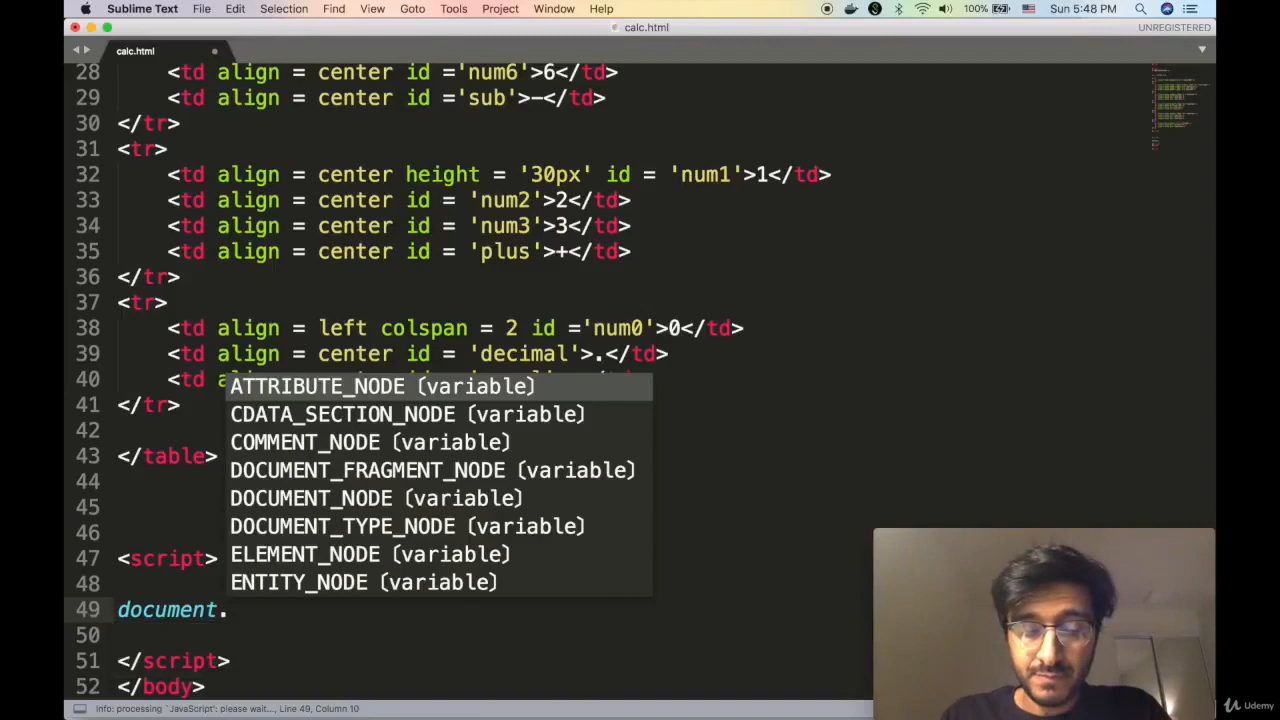 Sublime Text File Edit Selection Find View Goto Tools Project Window Help 100% Sun 5:48 PM
calc.html UNREGISTERED
calc.html
28 <td align = center id ='num6'>6</td>
29 <td align = center id ='sub'>–</td>
30 </tr>
31 <tr>
32 <td align = center height = '30px' id = 'num1'>1</td>
33 <td align = center id = 'num2'>2</td>
34 <td align = center id = 'num3'>3</td>
35 <td align = center id = 'plus'>+</td>
36 </tr>
37 <tr>
38 <td align = left colspan = 2 id ='num0'>0</td>
39 <td align = center id = 'decimal'>.</td>
40 <td
41 </tr>
42
43 </table>
44
45
46
47 <script>
48
49 document.
50
51 </script>
52 </body>
ATTRIBUTE_NODE (variable)
CDATA_SECTION_NODE (variable)
COMMENT_NODE (variable)
DOCUMENT_FRAGMENT_NODE (variable)
DOCUMENT_NODE (variable)
DOCUMENT_TYPE_NODE (variable)
ELEMENT_NODE (variable)
ENTITY_NODE (variable)
Info: processing `JavaScript': please wait..., Line 49, Column 10
Udemy